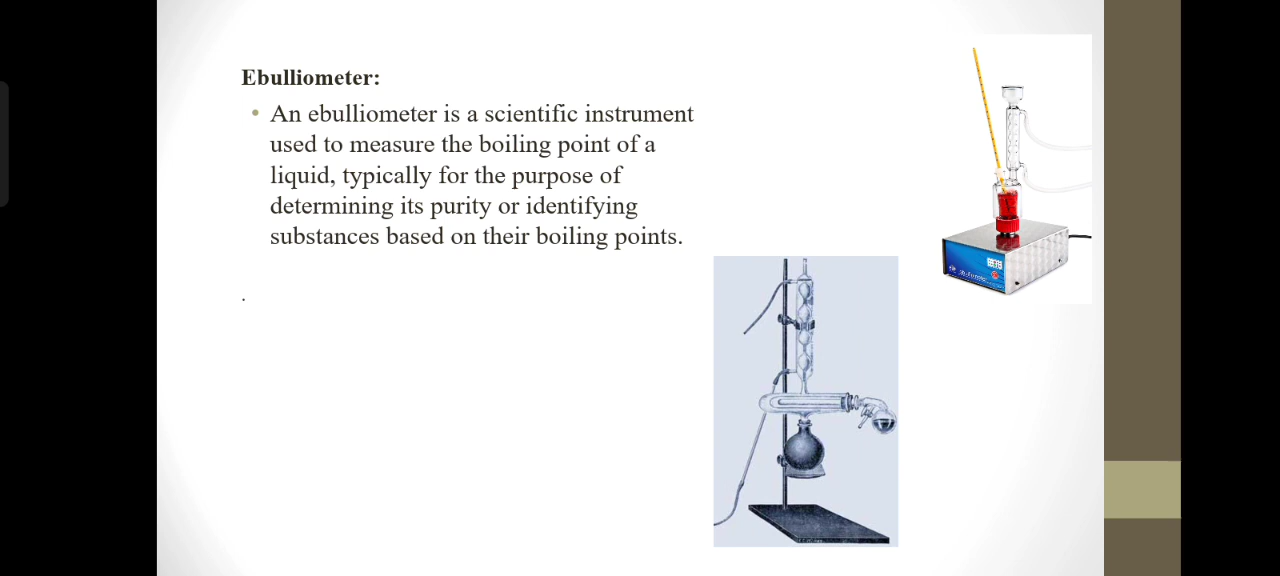 Ebulliometer:
• An ebulliometer is a scientific instrument
used to measure the boiling point of a
liquid, typically for the purpose of
determining its purity or identifying
substances based on their boiling points.
.